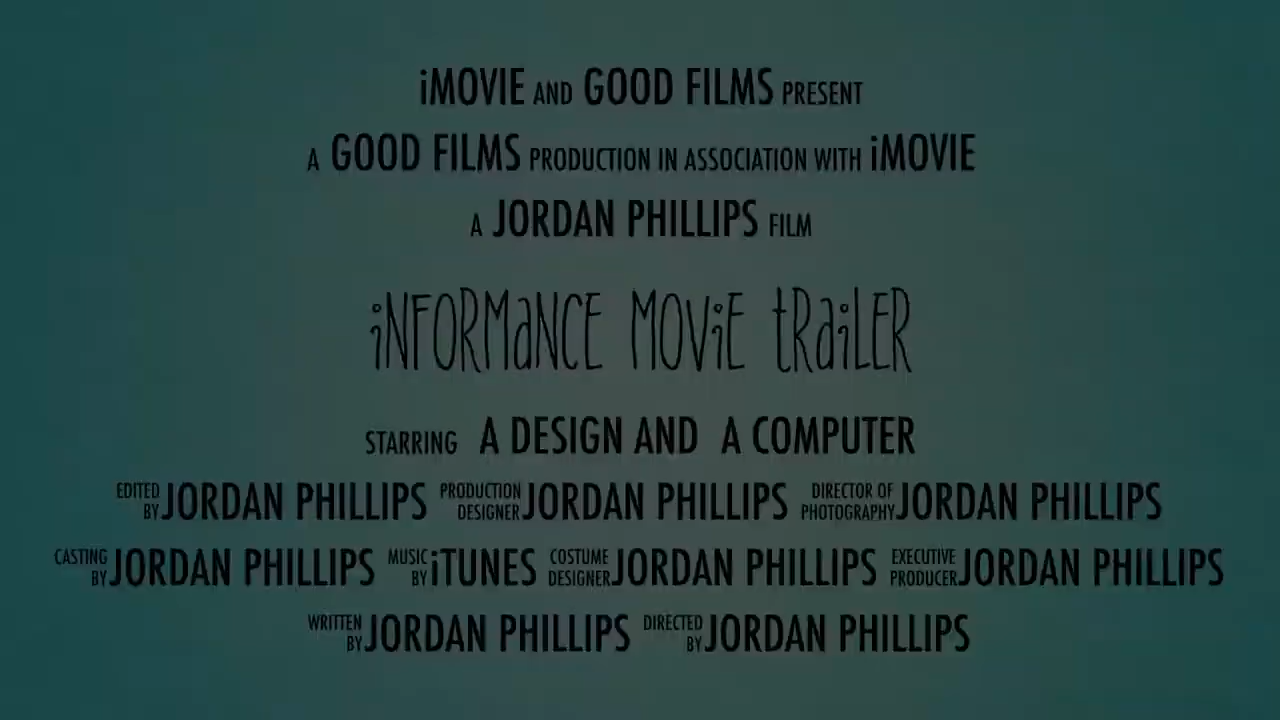 iMOVIE AND GOOD FILMS PRESENT
A GOOD FILMS PRODUCTION IN ASSOCIATION WITH iMOVIE
A JORDAN PHILLIPS FILM
iNFORMaNCE MOViE tRaiLER
STARRING A DESIGN AND A COMPUTER
EDITED BY JORDAN PHILLIPS PRODUCTION DESIGNER JORDAN PHILLIPS DIRECTOR OF PHOTOGRAPHY JORDAN PHILLIPS
CASTING BY JORDAN PHILLIPS MUSIC BY iTUNES COSTUME DESIGNER JORDAN PHILLIPS EXECUTIVE PRODUCER JORDAN PHILLIPS
WRITTEN BY JORDAN PHILLIPS DIRECTED BY JORDAN PHILLIPS